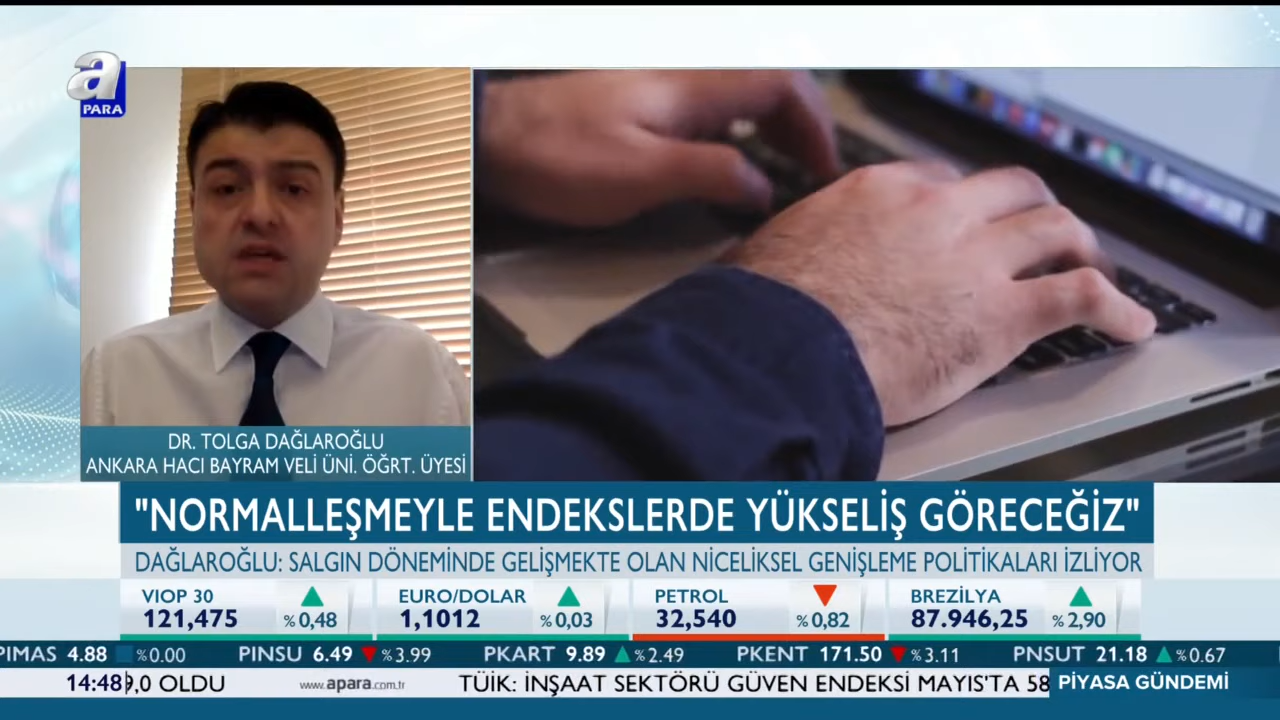 a
PARA
DR. TOLGA DAĞLAROĞLU
ANKARA HACI BAYRAM VELİ ÜNİ. ÖĞRT. ÜYESİ
"NORMALLEŞMEYLE ENDEKSLERDE YÜKSELİŞ GÖRECEĞİZ"
DAĞLAROĞLU: SALGIN DÖNEMİNDE GELİŞMEKTE OLAN NİCELİKSEL GENİŞLEME POLİTİKALARI İZLİYOR
VIOP 30
121,475 %0,48
EURO/DOLAR
1,1012 %0,03
PETROL
32,540 %0,82
BREZİLYA
87.946,25 %2,90
PIMAS 4.88 %0.00 PINSU 6.49 %3.99 PKART 9.89 %2.49 PKENT 171.50 %3.11 PNSUT 21.18 %0.67
14:48 9,0 OLDU www.apara.com.tr TÜİK: İNŞAAT SEKTÖRÜ GÜVEN ENDEKSİ MAYIS'TA 58 PİYASA GÜNDEMİ